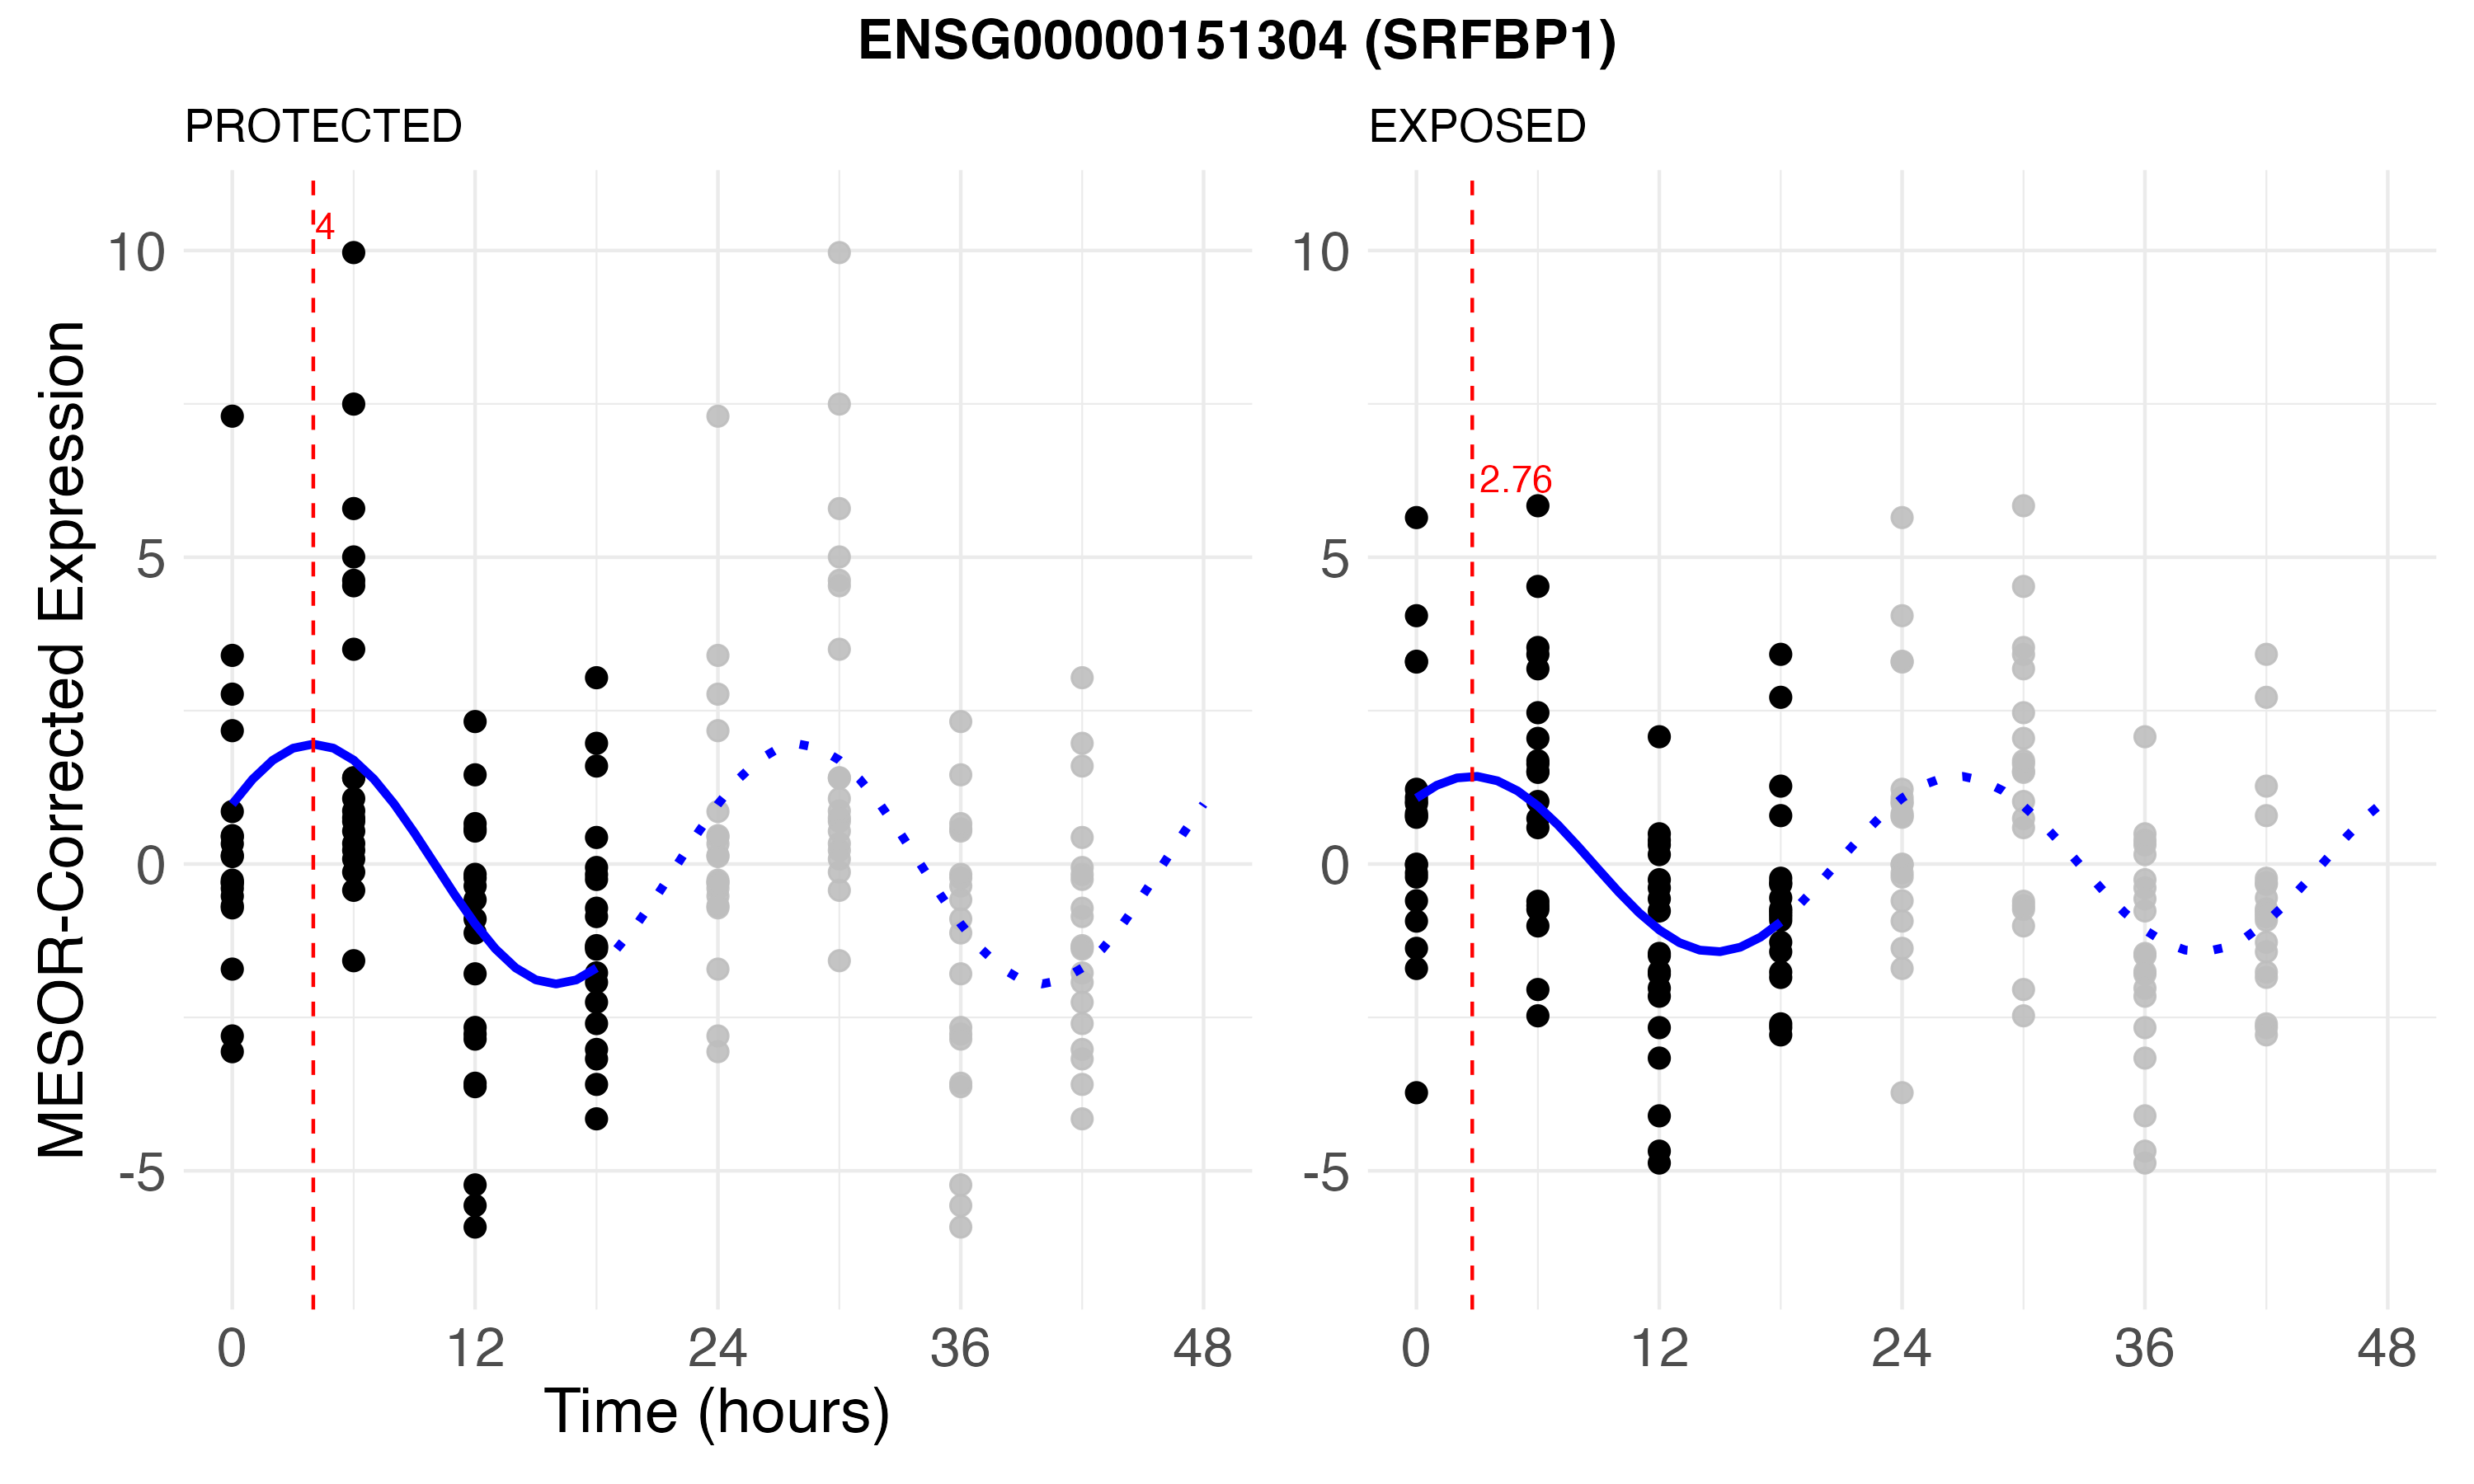 ENSG00000151304 (SRFBP1)
PROTECTED
EXPOSED
MESOR-Corrected Expression
10
5
0
-5
4
0 12 24 36 48
10
5
0
-5
2.76
0 12 24 36 48
Time (hours)